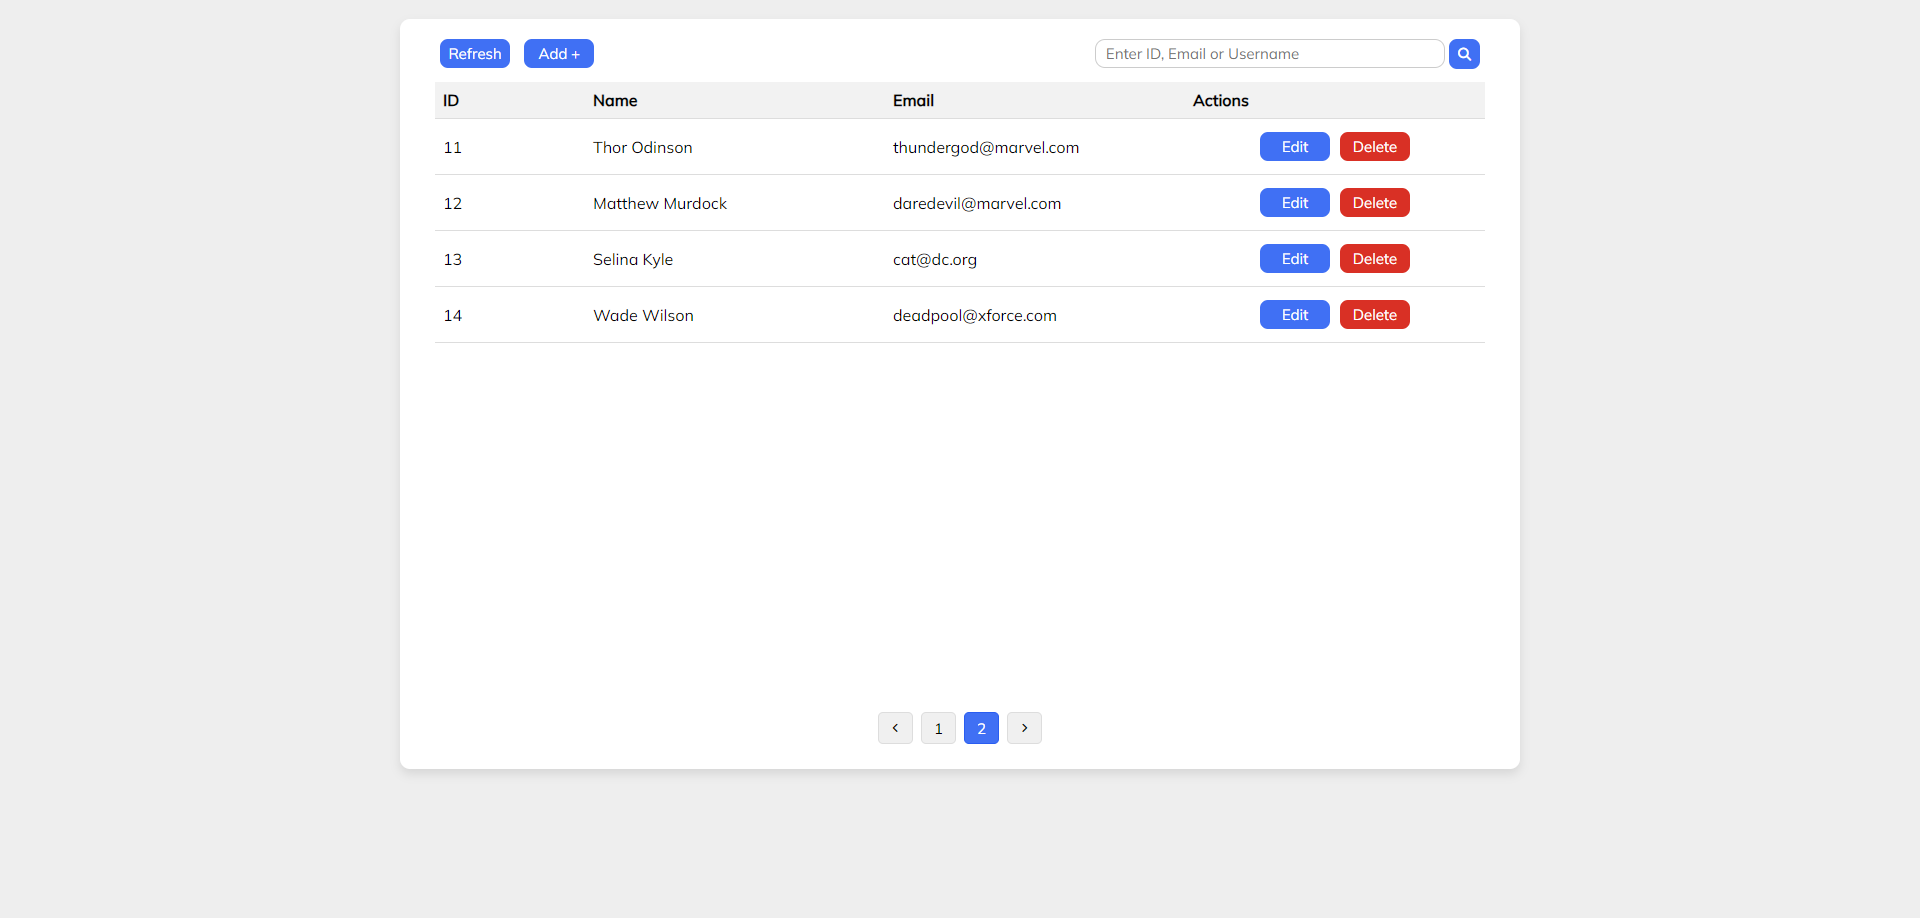 Refresh Add + Enter ID, Email or Username
ID Name Email Actions
11 Thor Odinson thundergod@marvel.com Edit Delete
12 Matthew Murdock daredevil@marvel.com Edit Delete
13 Selina Kyle cat@dc.org Edit Delete
14 Wade Wilson deadpool@xforce.com Edit Delete
< 1 2 >